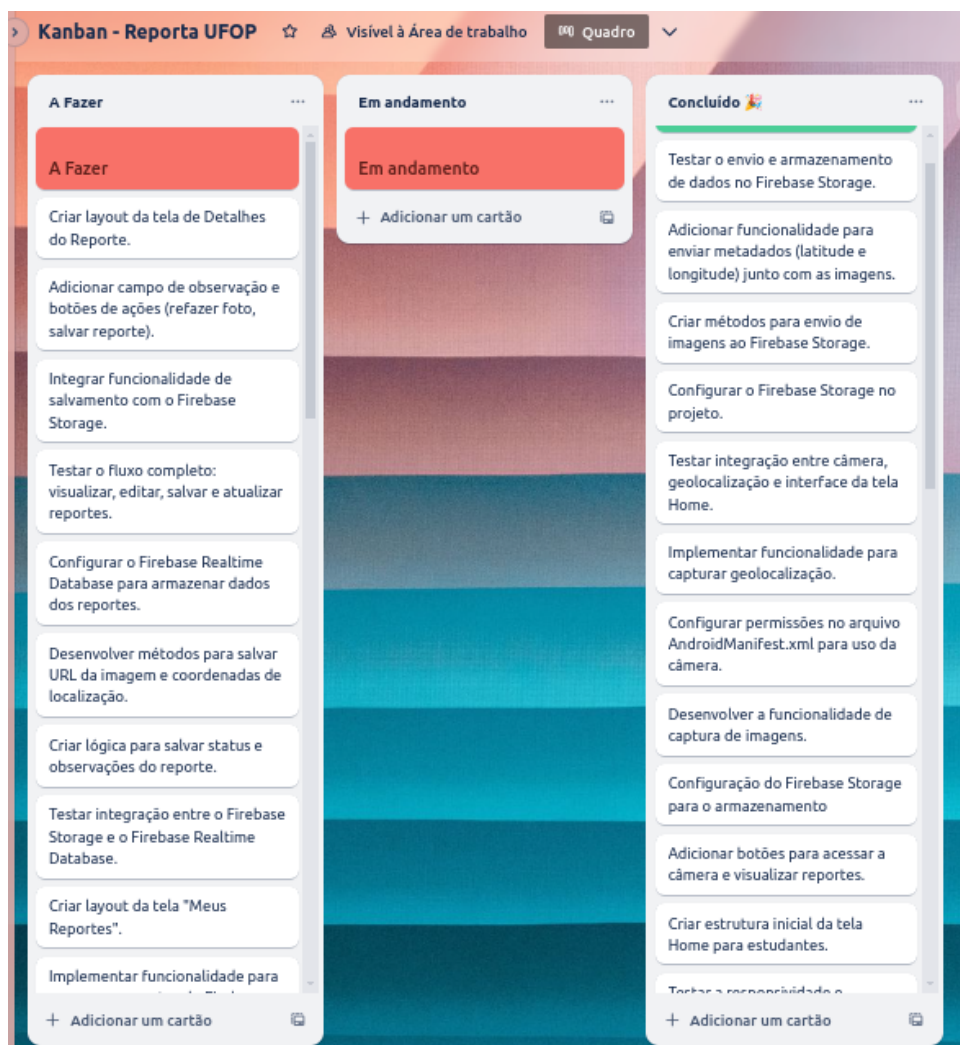 Kanban - Reporta UFOP
Visível à Área de trabalho
Quadro
A Fazer
A Fazer
Criar layout da tela de Detalhes
do Reporte.
Adicionar campo de observação e
botões de ações (refazer foto,
salvar reporte).
Integrar funcionalidade de
salvamento com o Firebase
Storage.
Testar o fluxo completo:
visualizar, editar, salvar e atualizar
reportes.
Configurar o Firebase Realtime
Database para armazenar dados
dos reportes.
Desenvolver métodos para salvar
URL da imagem e coordenadas de
localização.
Criar lógica para salvar status e
observações do reporte.
Testar integração entre o Firebase
Storage e o Firebase Realtime
Database.
Criar layout da tela "Meus
Reportes".
Implementar funcionalidade para
+ Adicionar um cartão
Em andamento
Em andamento
+ Adicionar um cartão
Concluído 🎉
Testar o envio e armazenamento
de dados no Firebase Storage.
Adicionar funcionalidade para
enviar metadados (latitude e
longitude) junto com as imagens.
Criar métodos para envio de
imagens ao Firebase Storage.
Configurar o Firebase Storage no
projeto.
Testar integração entre câmera,
geolocalização e interface da tela
Home.
Implementar funcionalidade para
capturar geolocalização.
Configurar permissões no arquivo
AndroidManifest.xml para uso da
câmera.
Desenvolver a funcionalidade de
captura de imagens.
Configuração do Firebase Storage
para o armazenamento
Adicionar botões para acessar a
câmera e visualizar reportes.
Criar estrutura inicial da tela
Home para estudantes.
Testar a responsividade e
+ Adicionar um cartão